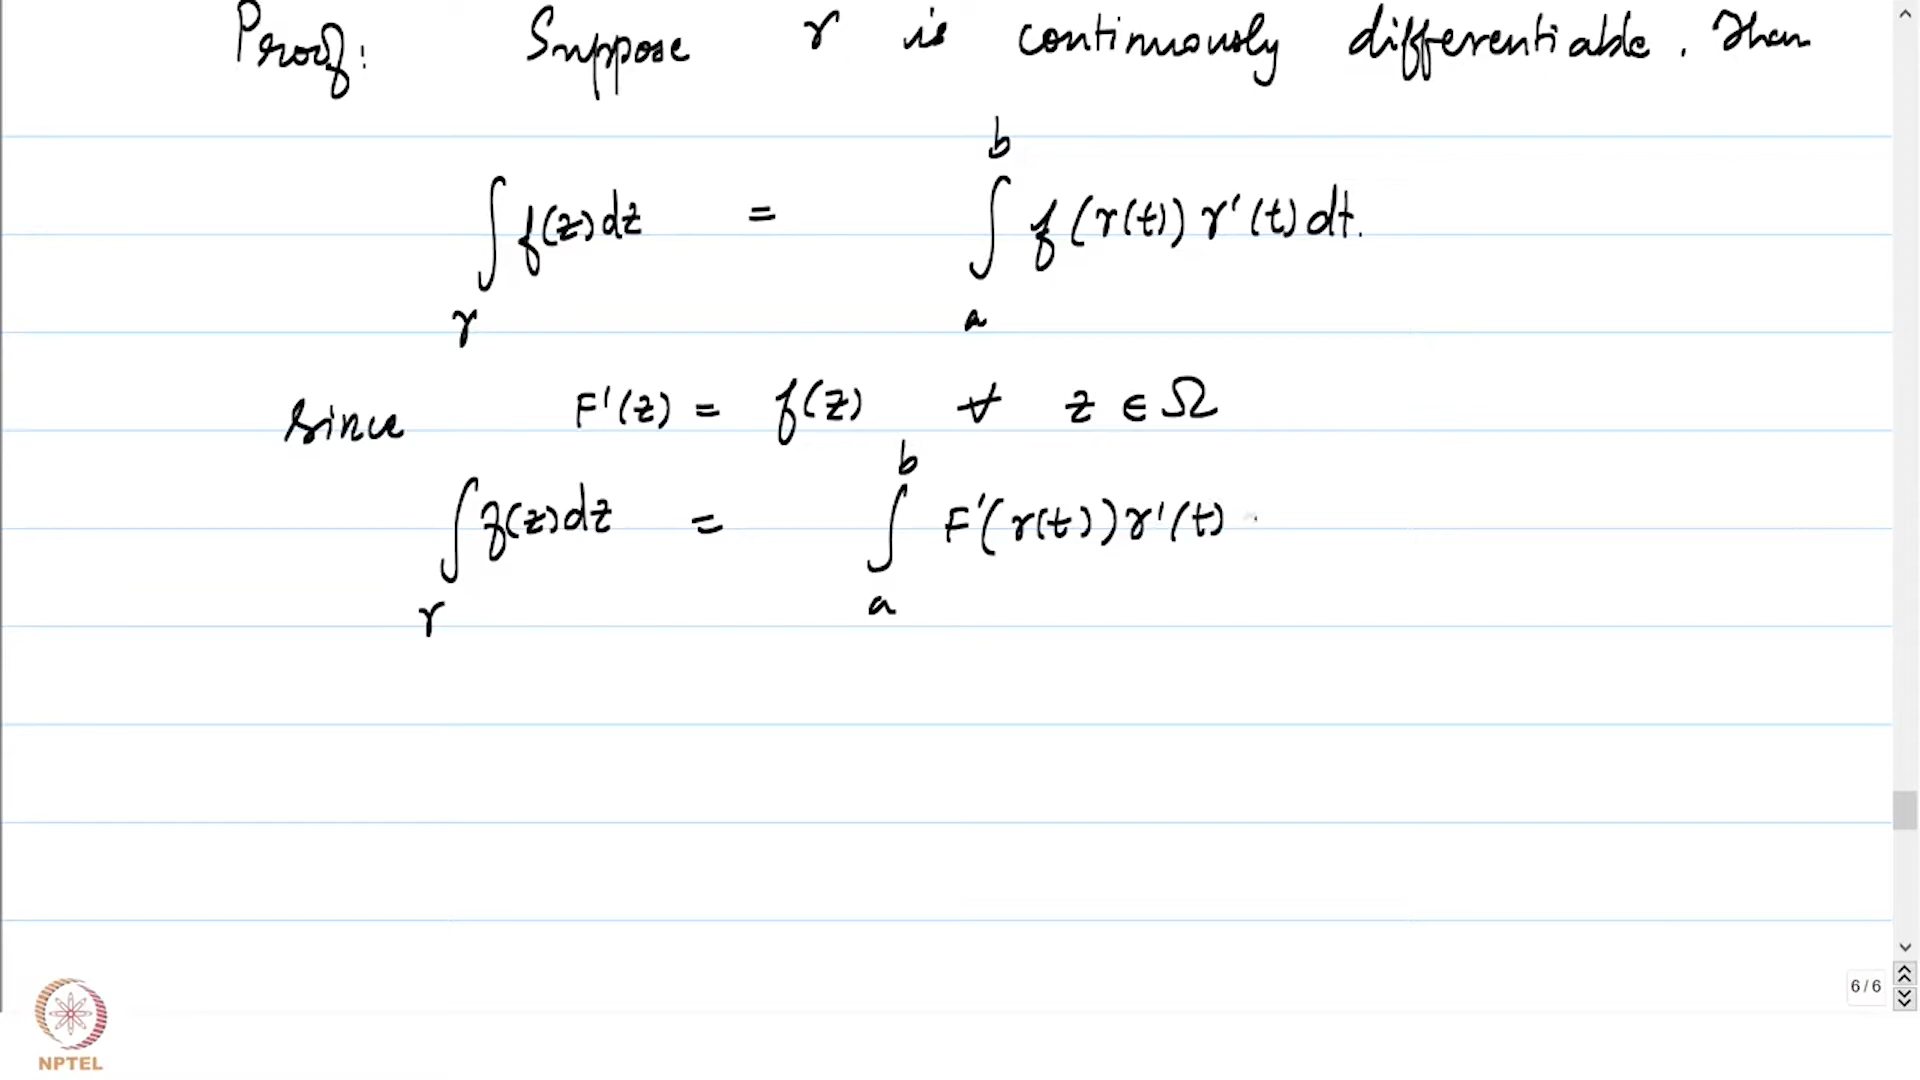 Proof: Suppose γ is continuously differentiable. Then
∫_γ f(z)dz = ∫_a^b f(γ(t))γ'(t)dt.
since F'(z) = f(z) ∀ z ∈ Ω
∫_γ f(z)dz = ∫_a^b F'(γ(t))γ'(t)
6 / 6
NPTEL